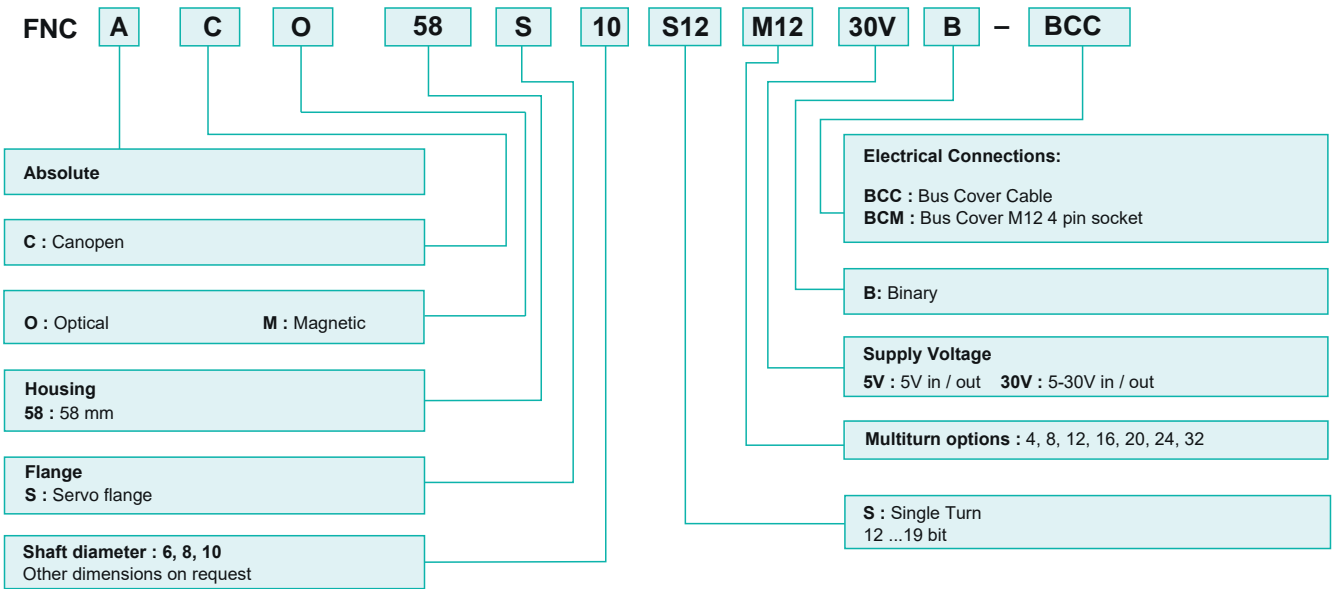 FNC A C O 58 S 10 S12 M12 30V B – BCC
Absolute
C : Canopen
O : Optical M : Magnetic
Housing
58 : 58 mm
Flange
S : Servo flange
Shaft diameter : 6, 8, 10
Other dimensions on request
Electrical Connections:
BCC : Bus Cover Cable
BCM : Bus Cover M12 4 pin socket
B: Binary
Supply Voltage
5V : 5V in / out 30V : 5-30V in / out
Multiturn options : 4, 8, 12, 16, 20, 24, 32
S : Single Turn
12 ...19 bit